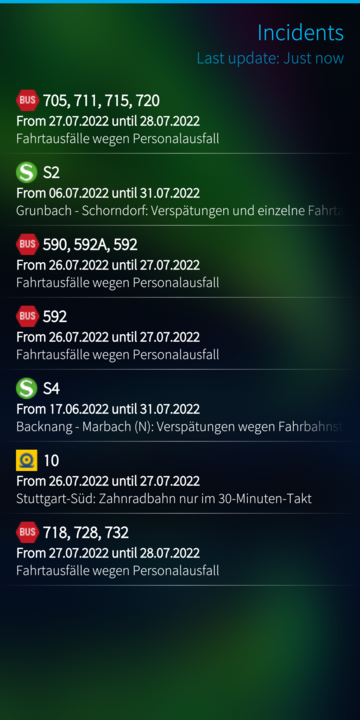 Incidents
Last update: Just now
BUS 705, 711, 715, 720
From 27.07.2022 until 28.07.2022
Fahrtausfälle wegen Personalausfall
S S2
From 06.07.2022 until 31.07.2022
Grunbach - Schorndorf: Verspätungen und einzelne
BUS 590, 592A, 592
From 26.07.2022 until 27.07.2022
Fahrtausfälle wegen Personalausfall
BUS 592
From 26.07.2022 until 27.07.2022
Fahrtausfälle wegen Personalausfall
S S4
From 17.06.2022 until 31.07.2022
Backnang - Marbach (N): Verspätungen wegen
10
From 26.07.2022 until 27.07.2022
Stuttgart-Süd: Zahnradbahn nur im 30-Minuten-Takt
BUS 718, 728, 732
From 27.07.2022 until 28.07.2022
Fahrtausfälle wegen Personalausfall